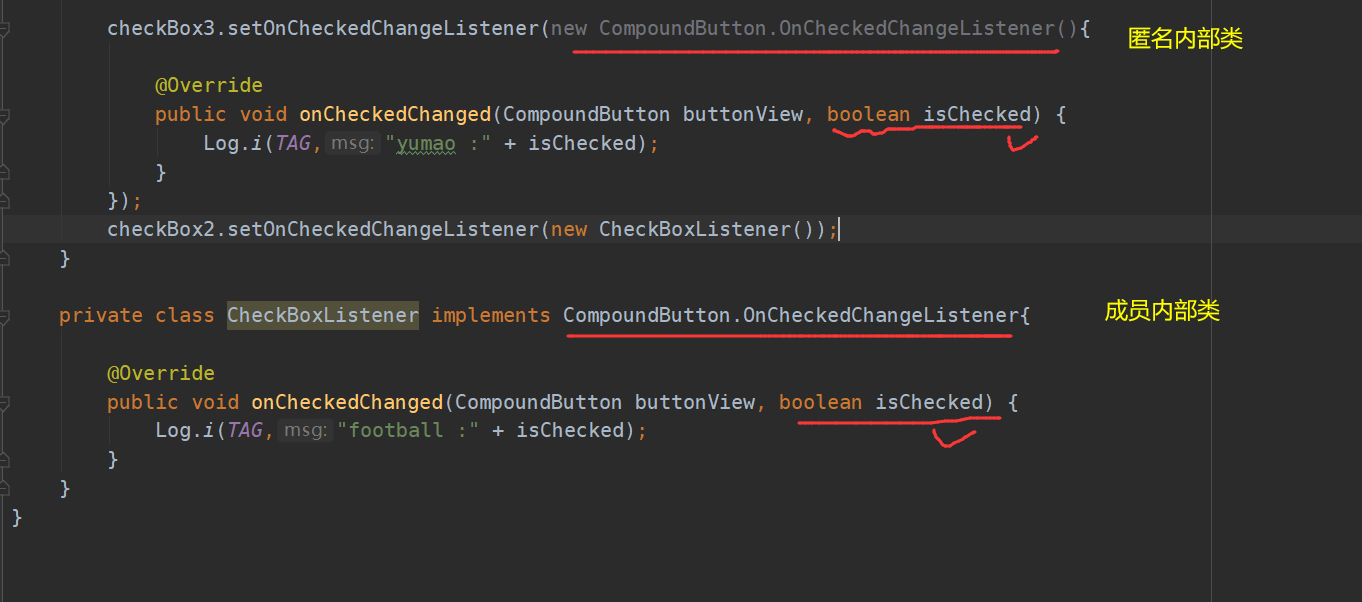 checkBox3.setOnCheckedChangeListener(new CompoundButton.OnCheckedChangeListener(){ 匿名内部类
@Override
public void onCheckedChanged(CompoundButton buttonView, boolean isChecked) {
Log.i(TAG, msg: "yumao :" + isChecked);
}
});
checkBox2.setOnCheckedChangeListener(new CheckBoxListener());
}
private class CheckBoxListener implements CompoundButton.OnCheckedChangeListener{ 成员内部类
@Override
public void onCheckedChanged(CompoundButton buttonView, boolean isChecked) {
Log.i(TAG, msg: "football :" + isChecked);
}
}
}